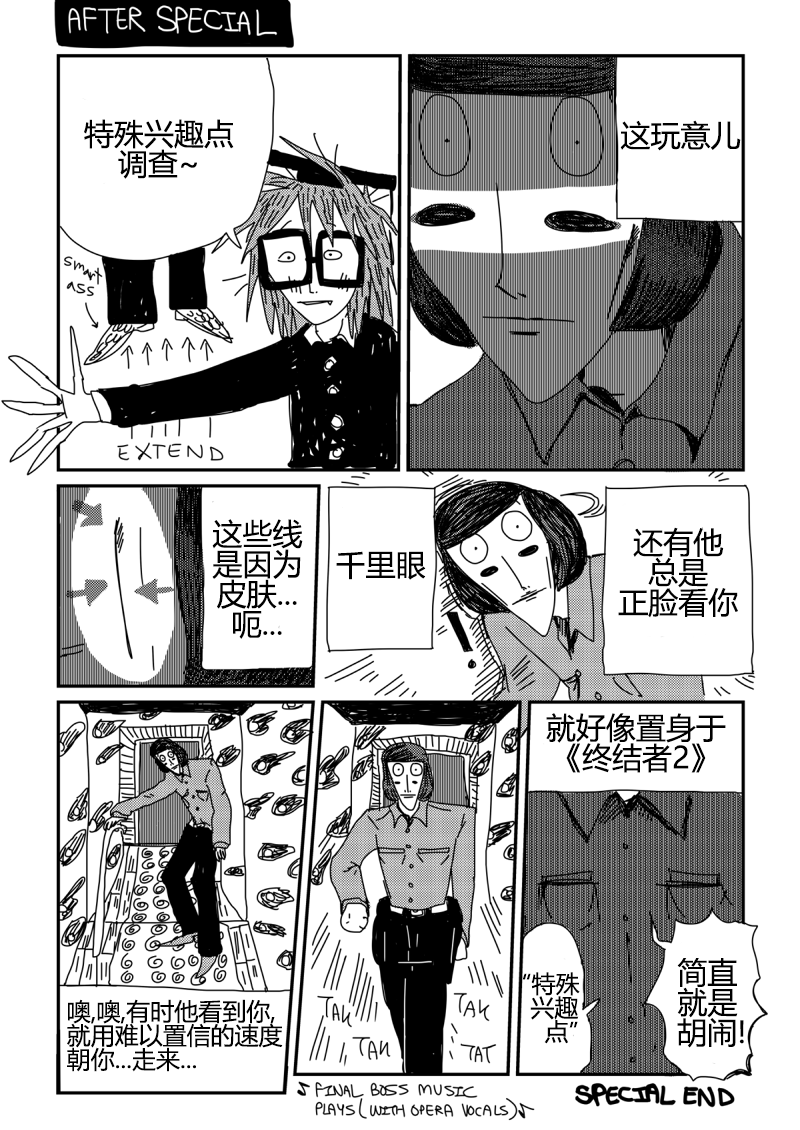 AFTER SPECIAL
特殊兴趣点
调查~
smart
ass
EXTEND
这玩意儿
这些线
是因为
皮肤...
呃...
千里眼
!
还有他
总是
正脸看你
噢,噢,有时他看到你,
就用难以置信的速度
朝你...走来...
TAK
TAK
TAK
TAT
♪ FINAL BOSS MUSIC
PLAYS (WITH OPERA VOCALS) ♪
就好像置身于
《终结者2》
“特殊
兴趣
点”
简直
就是
胡闹!
SPECIAL END